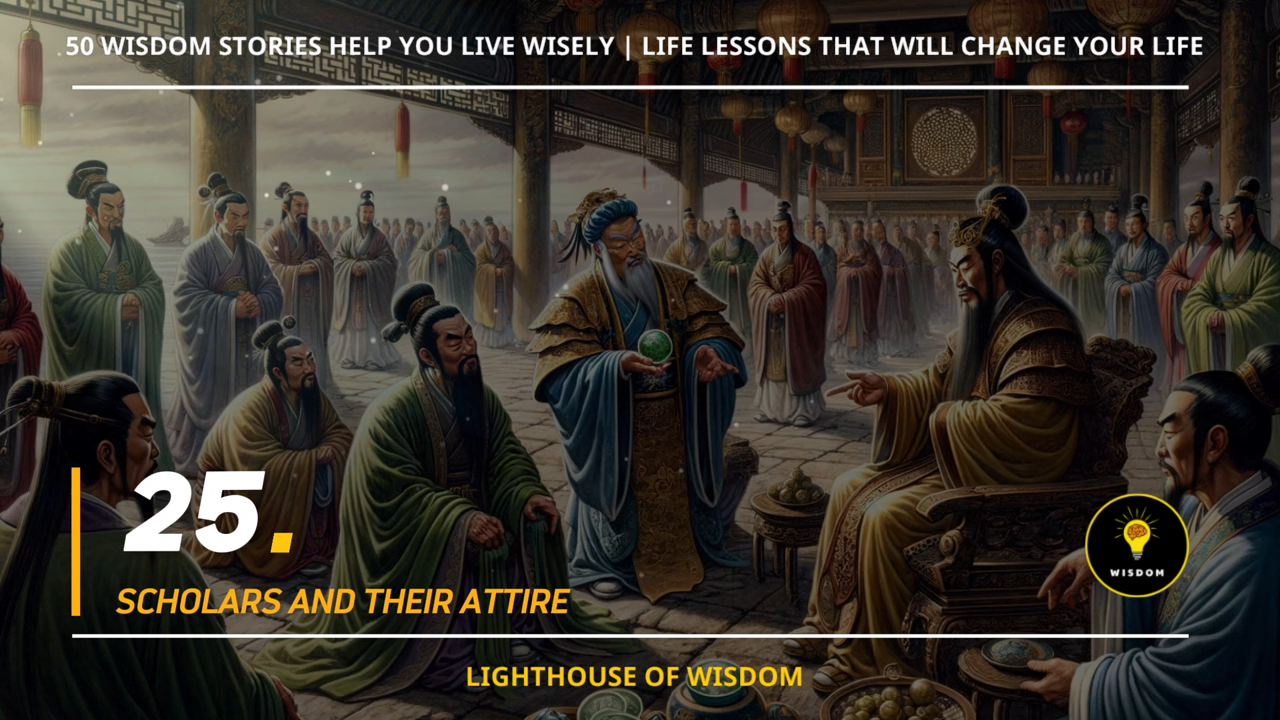 50 WISDOM STORIES HELP YOU LIVE WISELY | LIFE LESSONS THAT WILL CHANGE YOUR LIFE
25.
SCHOLARS AND THEIR ATTIRE
WISDOM
LIGHTHOUSE OF WISDOM